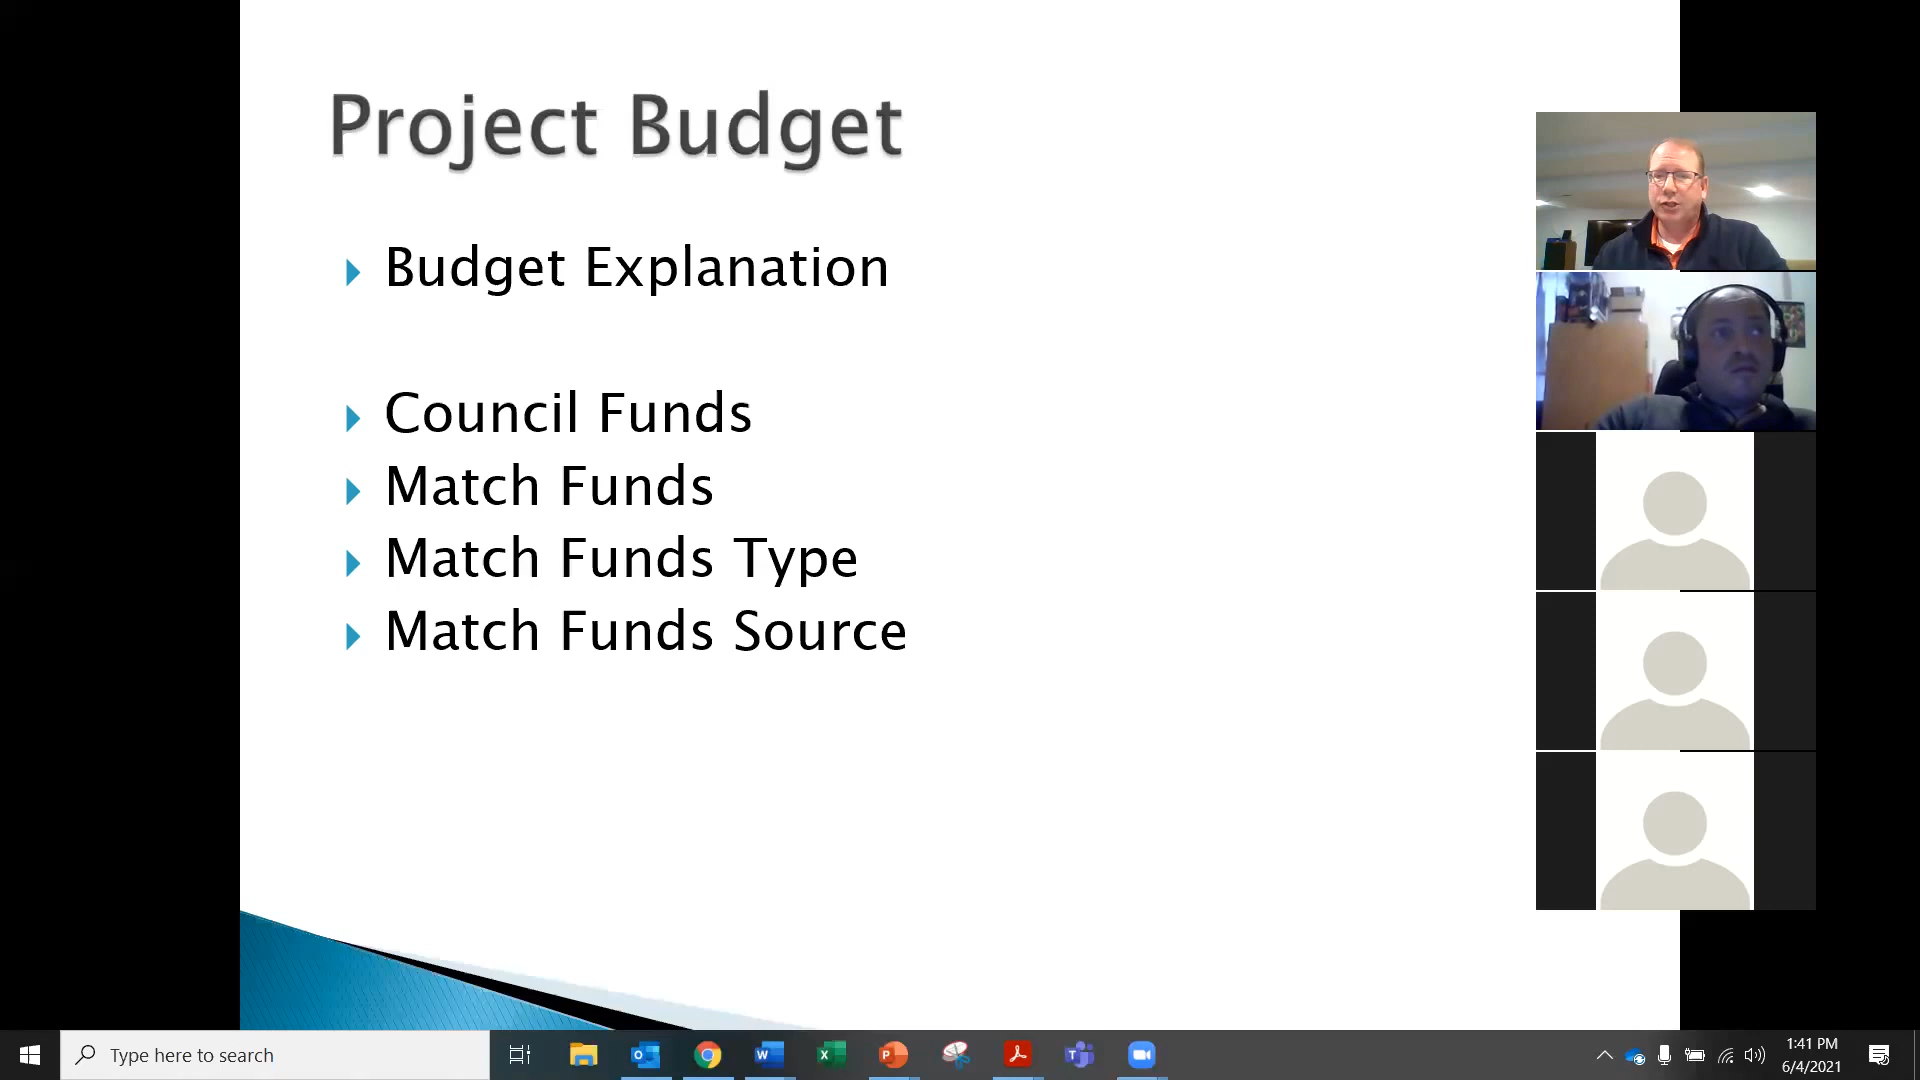 Project Budget
Budget Explanation
Council Funds
Match Funds
Match Funds Type
Match Funds Source
Type here to search
1:41 PM
6/4/2021